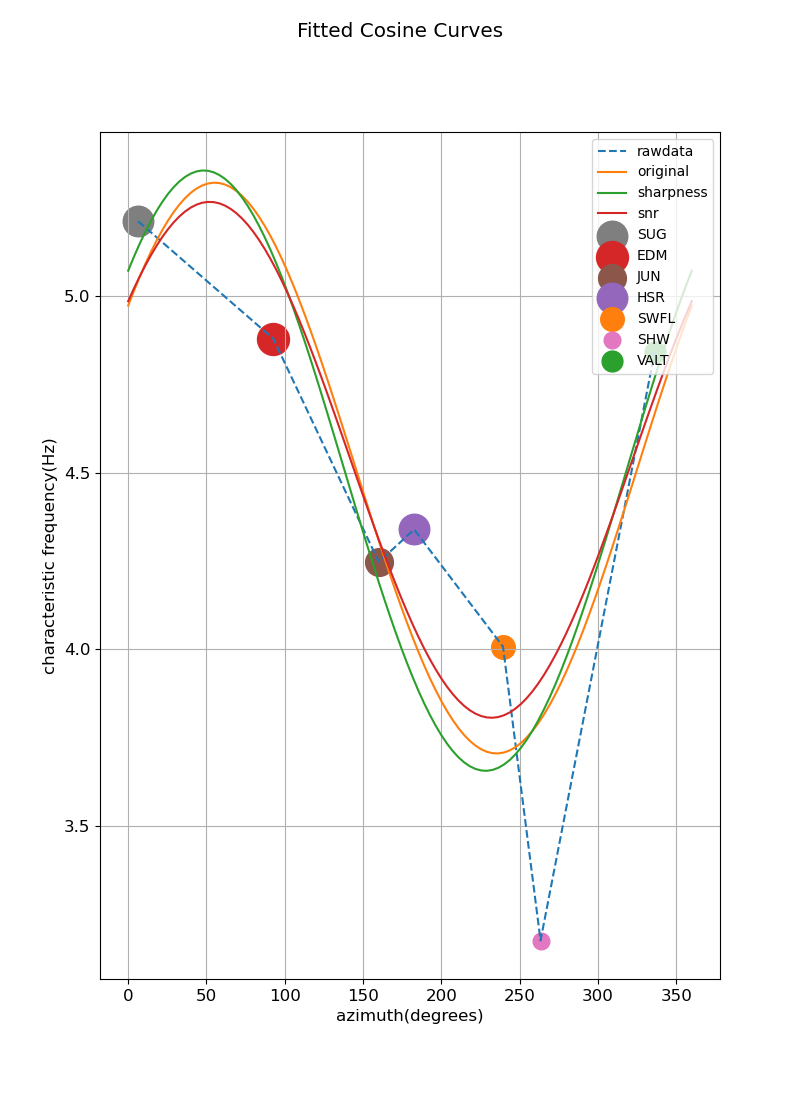 Fitted Cosine Curves
rawdata
original
sharpness
snr
SUG
EDM
JUN
HSR
SWFL
SHW
VALT
5.0
4.5
4.0
3.5
characteristic frequency(Hz)
0 50 100 150 200 250 300 350
azimuth(degrees)